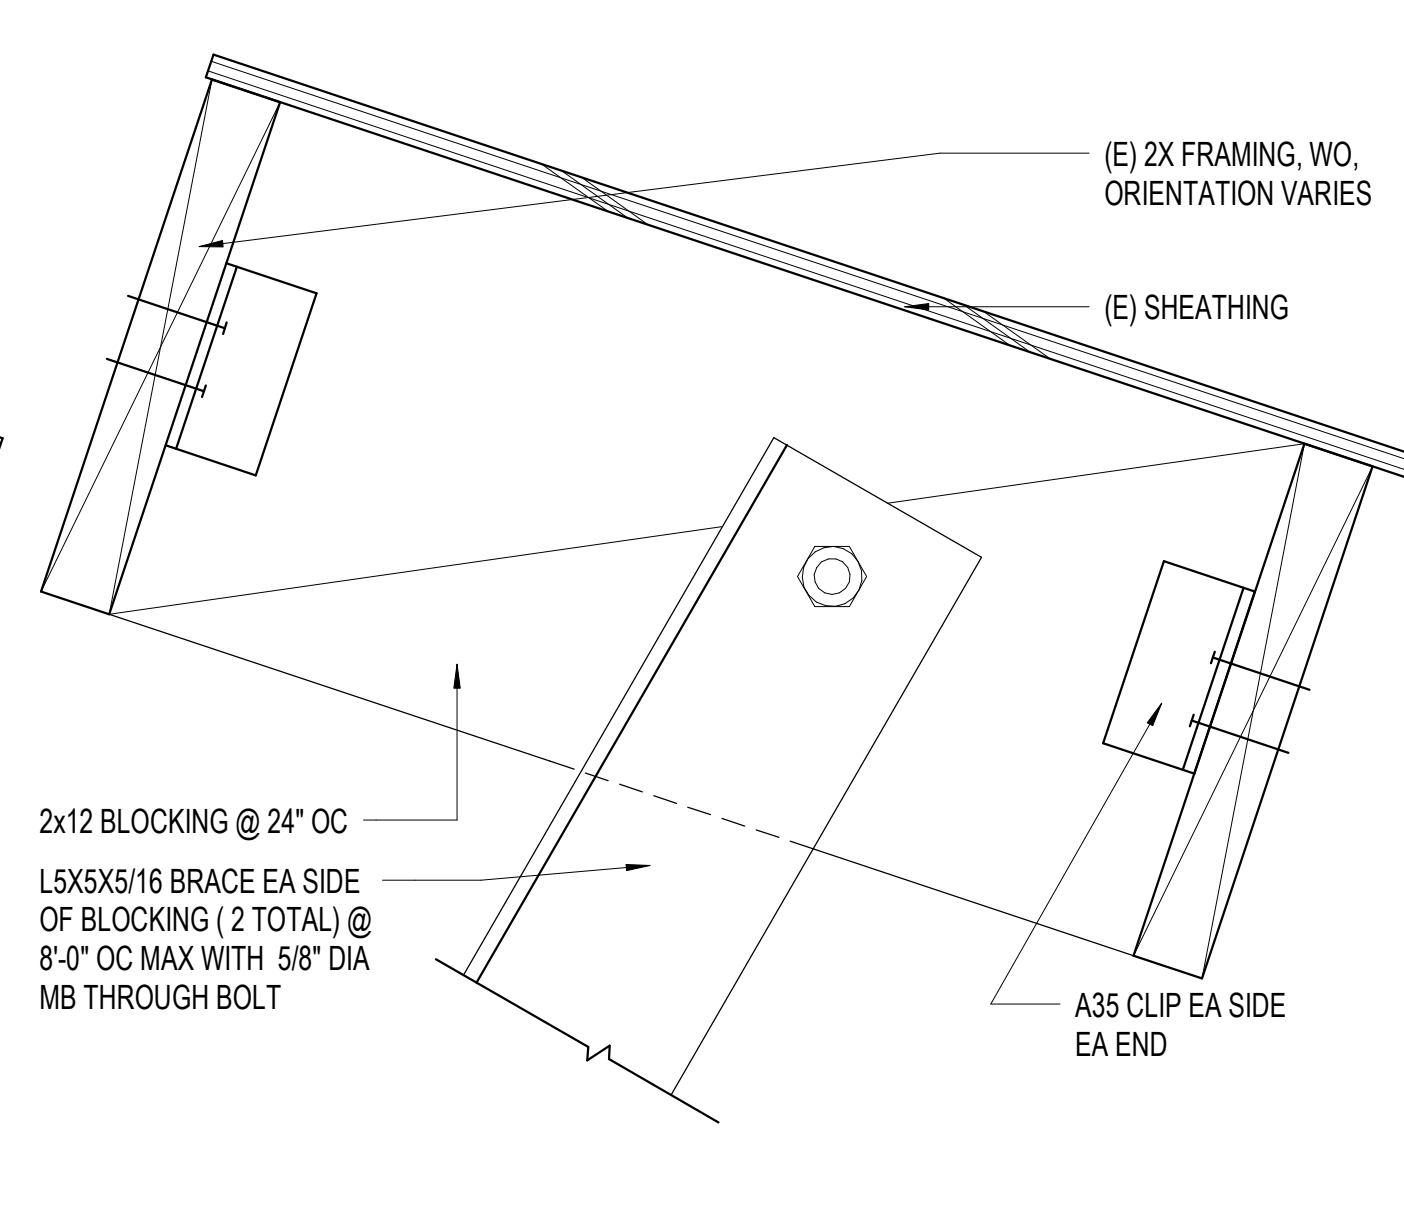 (E) 2X FRAMING, WO,
ORIENTATION VARIES
(E) SHEATHING
2x12 BLOCKING @ 24" OC
L5X5X5/16 BRACE EA SIDE
OF BLOCKING ( 2 TOTAL) @
8'-0" OC MAX WITH  5/8" DIA
MB THROUGH BOLT
A35 CLIP EA SIDE
EA END